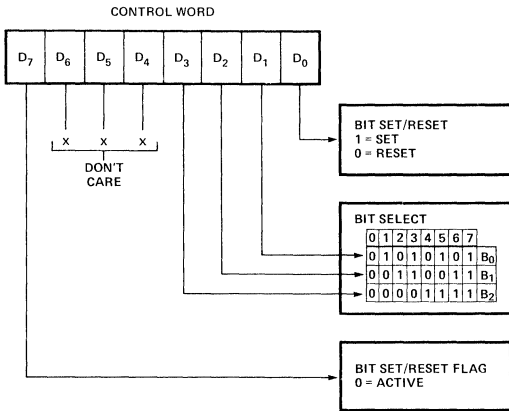 CONTROL WORD
D7 D6 D5 D4 D3 D2 D1 D0
X X X
DON'T
CARE
BIT SET/RESET
1 = SET
0 = RESET
BIT SELECT
0 1 2 3 4 5 6 7
0 1 0 1 0 1 0 1 B0
0 0 1 1 0 0 1 1 B1
0 0 0 0 1 1 1 1 B2
BIT SET/RESET FLAG
0 = ACTIVE